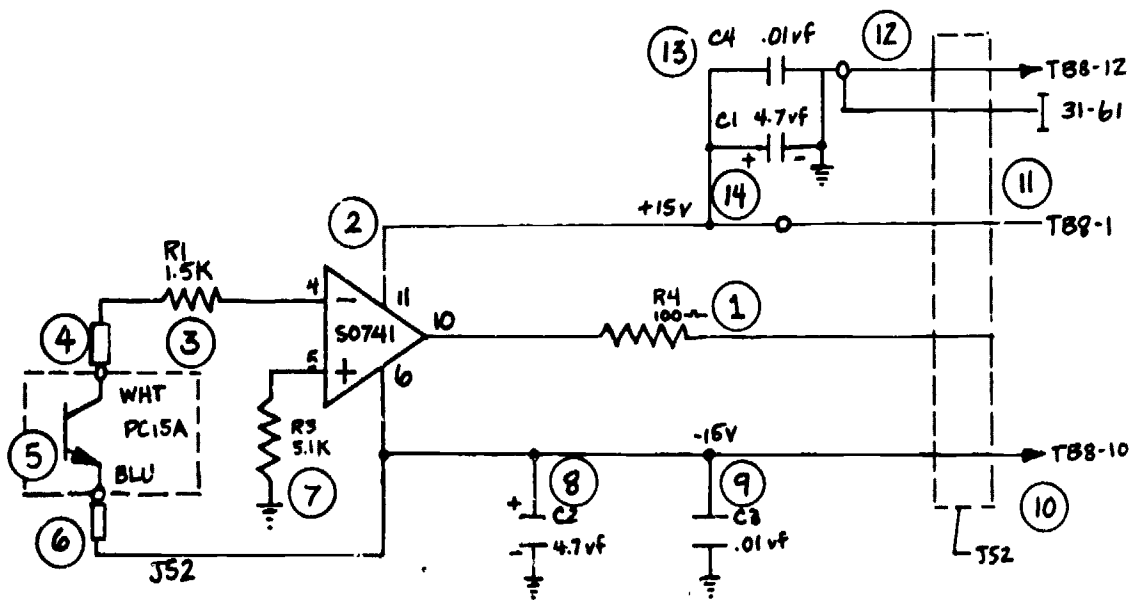 13
C4 .01vf
12
TB8-12
31-61
C1 4.7vf
+ -
14
11
+15V
TB8-1
2
R1
1.5K
4
-
11
R4
100
1
4
3
S0741
10
5
+
6
WHT
PC15A
BLU
5
R3
5.1K
7
-15V
TB8-10
8
9
10
+
C2
4.7vf
-
C3
.01vf
6
J52
J52